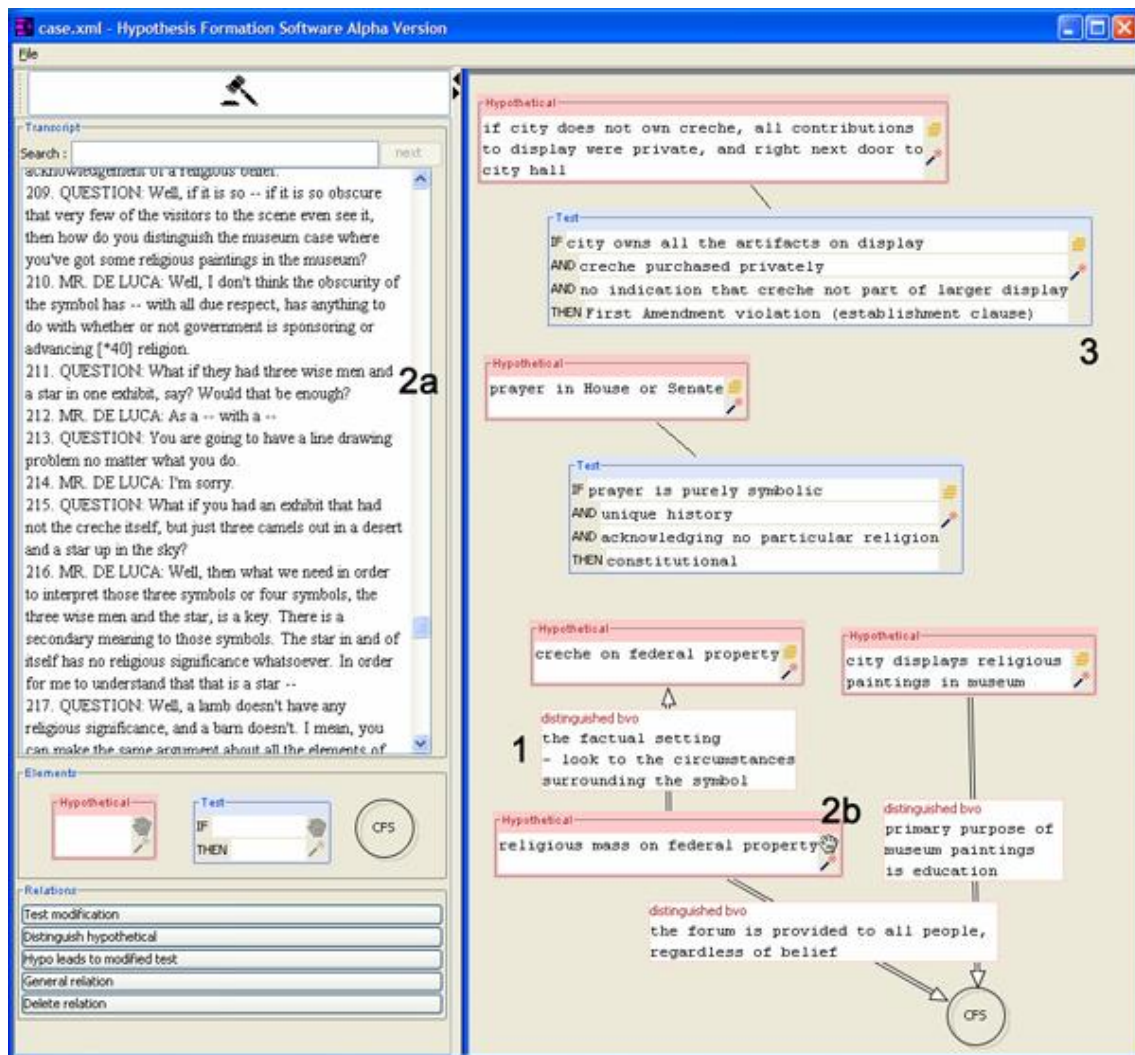 case.xml - Hypothesis Formation Software Alpha Version
File
Transcript
Search :
next
acknowledgement of a religious belief.
209. QUESTION: Well, if it is so -- if it is so obscure
that very few of the visitors to the scene even see it,
then how do you distinguish the museum case where
you've got some religious paintings in the museum?
210. MR. DE LUCA: Well, I don't think the obscurity of
the symbol has -- with all due respect, has anything to
do with whether or not government is sponsoring or
advancing [*40] religion.
211. QUESTION: What if they had three wise men and
a star in one exhibit, say? Would that be enough?
212. MR. DE LUCA: As a -- with a --
213. QUESTION: You are going to have a line drawing
problem no matter what you do.
214. MR. DE LUCA: I'm sorry.
215. QUESTION: What if you had an exhibit that had
not the creche itself, but just three camels out in a desert
and a star up in the sky?
216. MR. DE LUCA: Well, then what we need in order
to interpret those three symbols or four symbols, the
three wise men and the star, is a key. There is a
secondary meaning to those symbols. The star in and of
itself has no religious significance whatsoever. In order
for me to understand that that is a star --
217. QUESTION: Well, a lamb doesn't have any
religious significance, and a barn doesn't. I mean, you
can make the same argument about all the elements of
2a
Elements
Hypothetical
Test
IF
THEN
CFS
Relations
Test modification
Distinguish hypothetical
Hypo leads to modified test
General relation
Delete relation
Hypothetical
if city does not own creche, all contributions
to display were private, and right next door to
city hall
Test
IF city owns all the artifacts on display
AND creche purchased privately
AND no indication that creche not part of larger display
THEN First Amendment violation (establishment clause)
3
Hypothetical
prayer in House or Senate
Test
IF prayer is purely symbolic
AND unique history
AND acknowledging no particular religion
THEN constitutional
Hypothetical
creche on federal property
Hypothetical
city displays religious
paintings in museum
1
distinguished bvo
the factual setting
- look to the circumstances
surrounding the symbol
2b
Hypothetical
religious mass on federal property
distinguished bvo
primary purpose of
museum paintings
is education
distinguished bvo
the forum is provided to all people,
regardless of belief
CFS